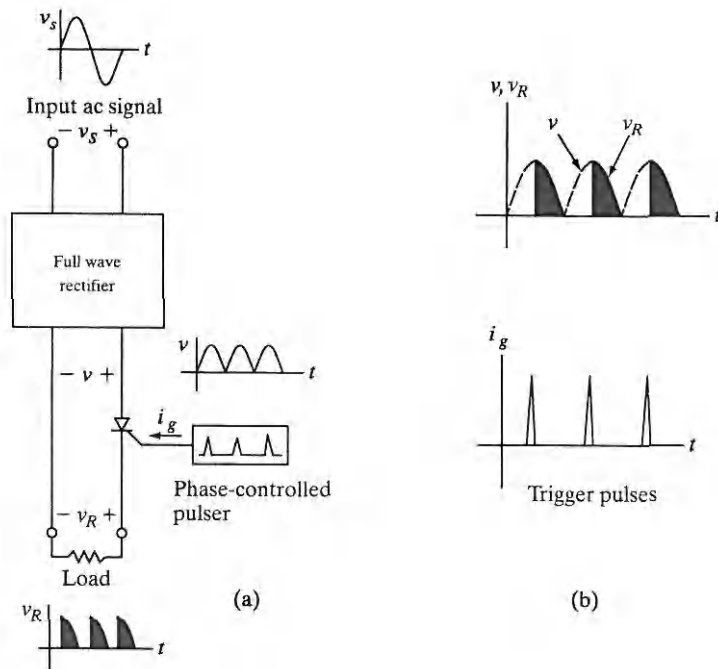 v_s
t
Input ac signal
− v_s +
Full wave
rectifier
− v +
v
t
i_g
Phase-controlled
pulser
− v_R +
Load
(a)
v_R
t
v, v_R
v
v_R
t
i_g
t
Trigger pulses
(b)